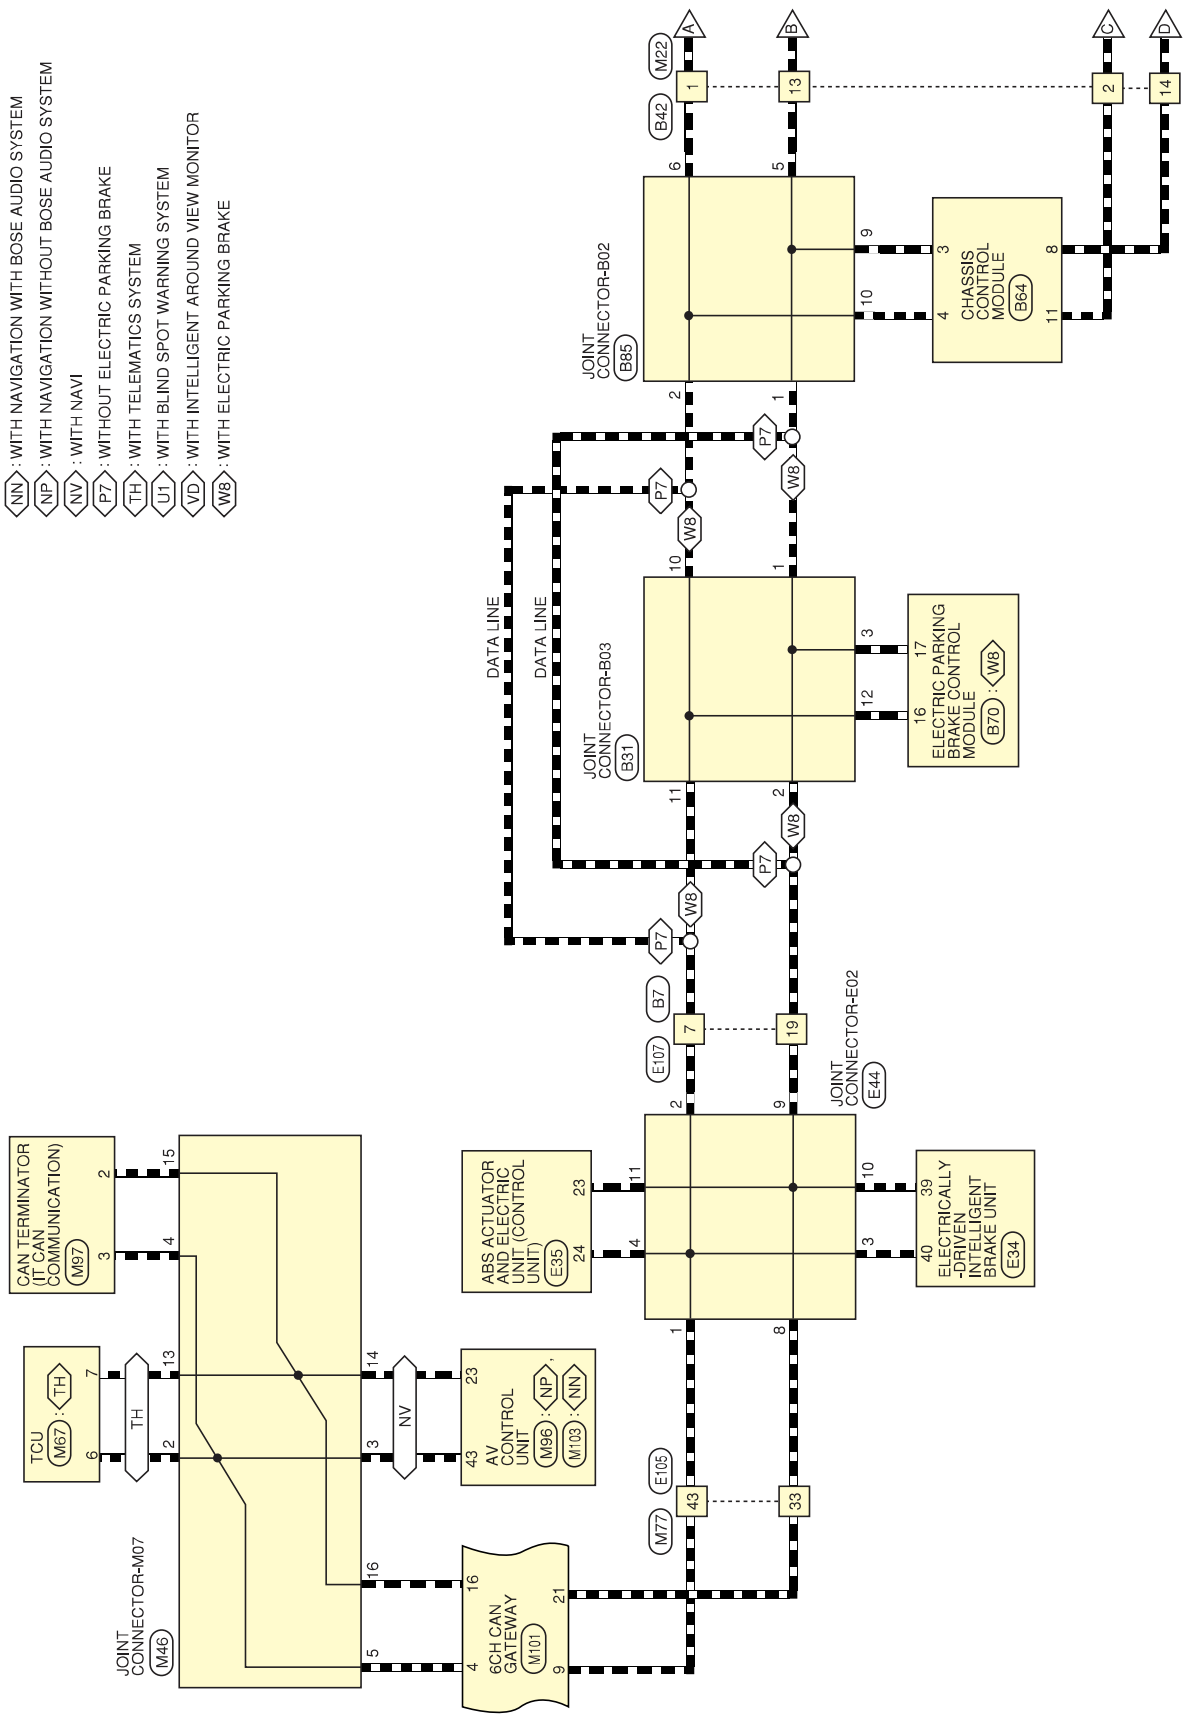 NN : WITH NAVIGATION WITH BOSE AUDIO SYSTEM
NP : WITH NAVIGATION WITHOUT BOSE AUDIO SYSTEM
NV : WITH NAVI
P7 : WITHOUT ELECTRIC PARKING BRAKE
TH : WITH TELEMATICS SYSTEM
U1 : WITH BLIND SPOT WARNING SYSTEM
VD : WITH INTELLIGENT AROUND VIEW MONITOR
W8 : WITH ELECTRIC PARKING BRAKE
JOINT
CONNECTOR-M07
M46
TCU
M67 : TH
6
7
TH
2
13
CAN TERMINATOR
(IT CAN
COMMUNICATION)
M97
3
2
4
15
5
16
3
14
NV
43
23
AV
CONTROL
UNIT
M96 : NP ,
M103 : NN
4
16
6CH CAN
GATEWAY
M101
9
21
M77
E105
43
33
1
8
ABS ACTUATOR
AND ELECTRIC
UNIT (CONTROL
UNIT)
E35
24
23
4
11
3
10
40
39
ELECTRICALLY
-DRIVEN
INTELLIGENT
BRAKE UNIT
E34
2
9
JOINT
CONNECTOR-E02
E44
E107
B7
7
19
P7
W8
P7
W8
DATA LINE
DATA LINE
11
2
JOINT
CONNECTOR-B03
B31
12
3
16
17
ELECTRIC PARKING
BRAKE CONTROL
MODULE
B70 : W8
10
1
W8
P7
W8
P7
2
1
JOINT
CONNECTOR-B02
B85
10
9
4
3
CHASSIS
CONTROL
MODULE
B64
11
8
6
5
B42
M22
1
13
2
14
A
B
C
D